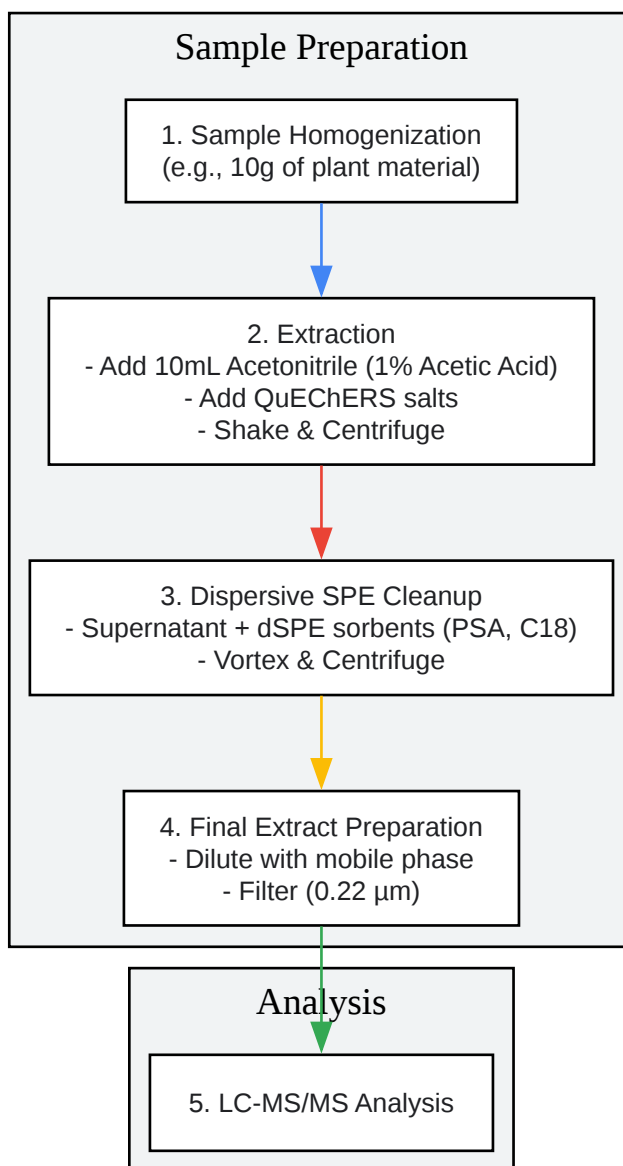 Sample Preparation
1. Sample Homogenization
(e.g., 10g of plant material)
2. Extraction
- Add 10mL Acetonitrile (1% Acetic Acid)
- Add QuEChERS salts
- Shake & Centrifuge
3. Dispersive SPE Cleanup
- Supernatant + dSPE sorbents (PSA, C18)
- Vortex & Centrifuge
4. Final Extract Preparation
- Dilute with mobile phase
- Filter (0.22 µm)
Analysis
5. LC-MS/MS Analysis